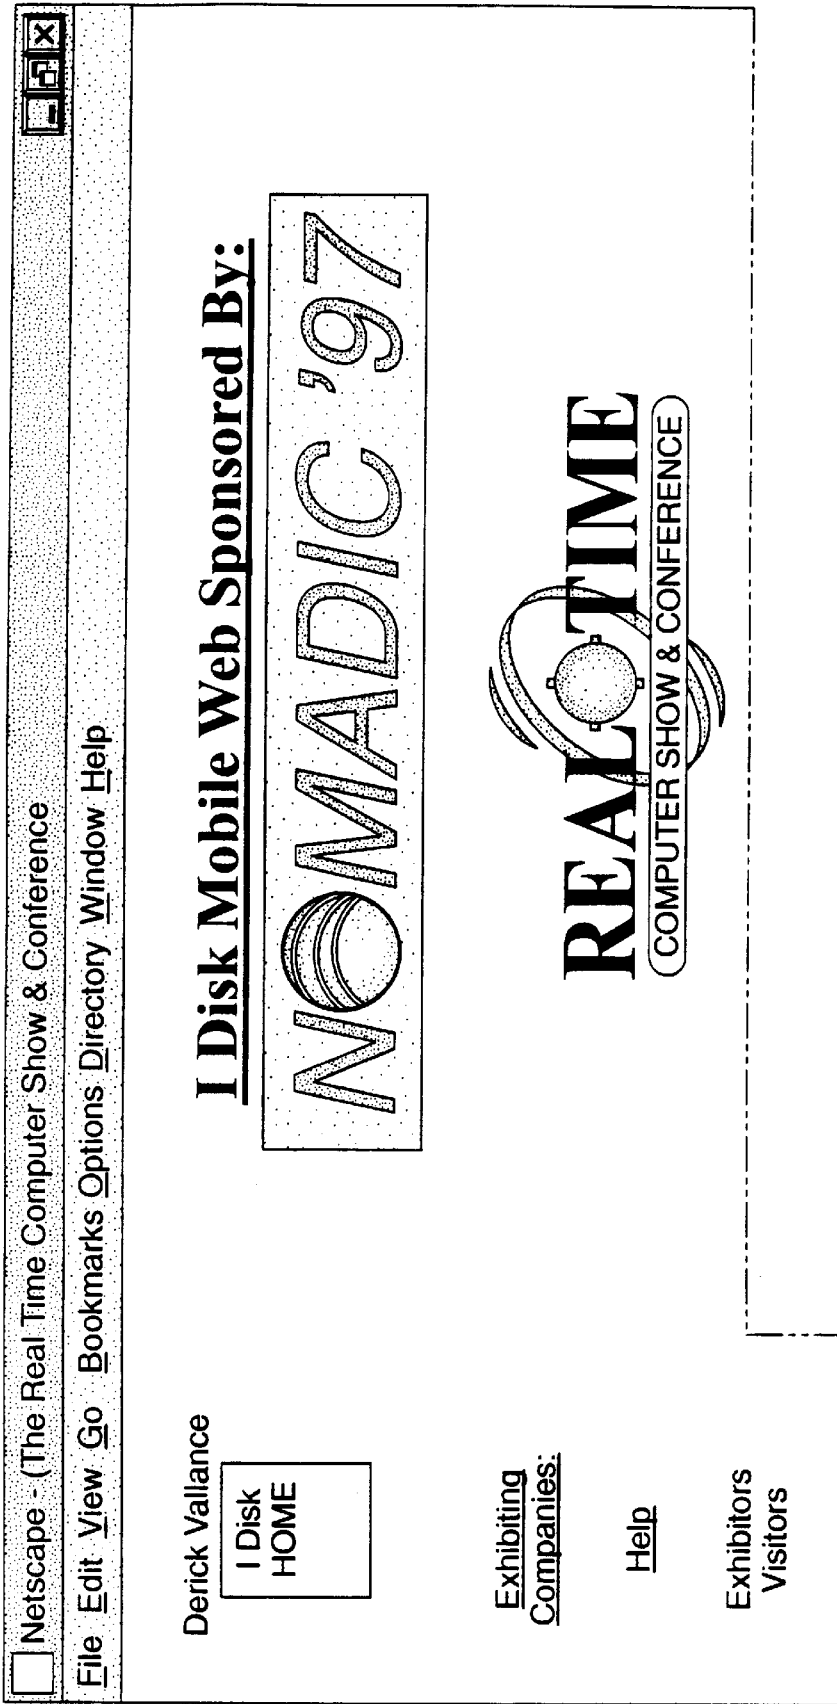 Netscape - (The Real Time Computer Show & Conference
File Edit View Go Bookmarks Options Directory Window Help
Derick Vallance
I Disk
HOME
Exhibiting
Companies:
Help
Exhibitors
Visitors
I Disk Mobile Web Sponsored By:
NOMADIC '97
REAL TIME
COMPUTER SHOW & CONFERENCE